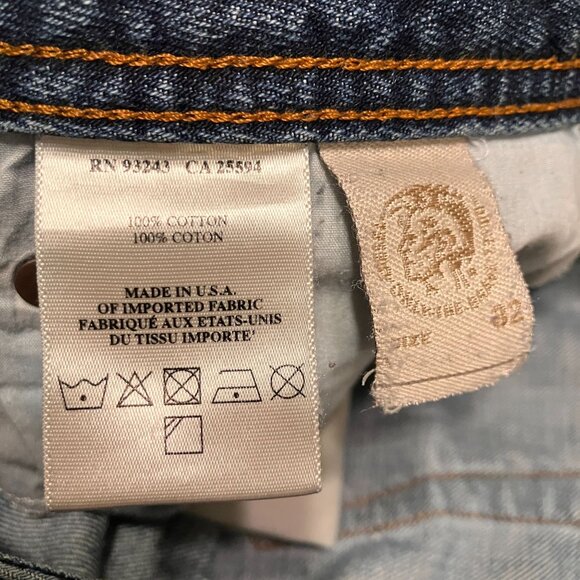 RN 93243 CA 25594
100% COTTON
100% COTON
MADE IN U.S.A.
OF IMPORTED FABRIC
FABRIQUÉ AUX ETATS-UNIS
DU TISSU IMPORTE'
SIZE 32